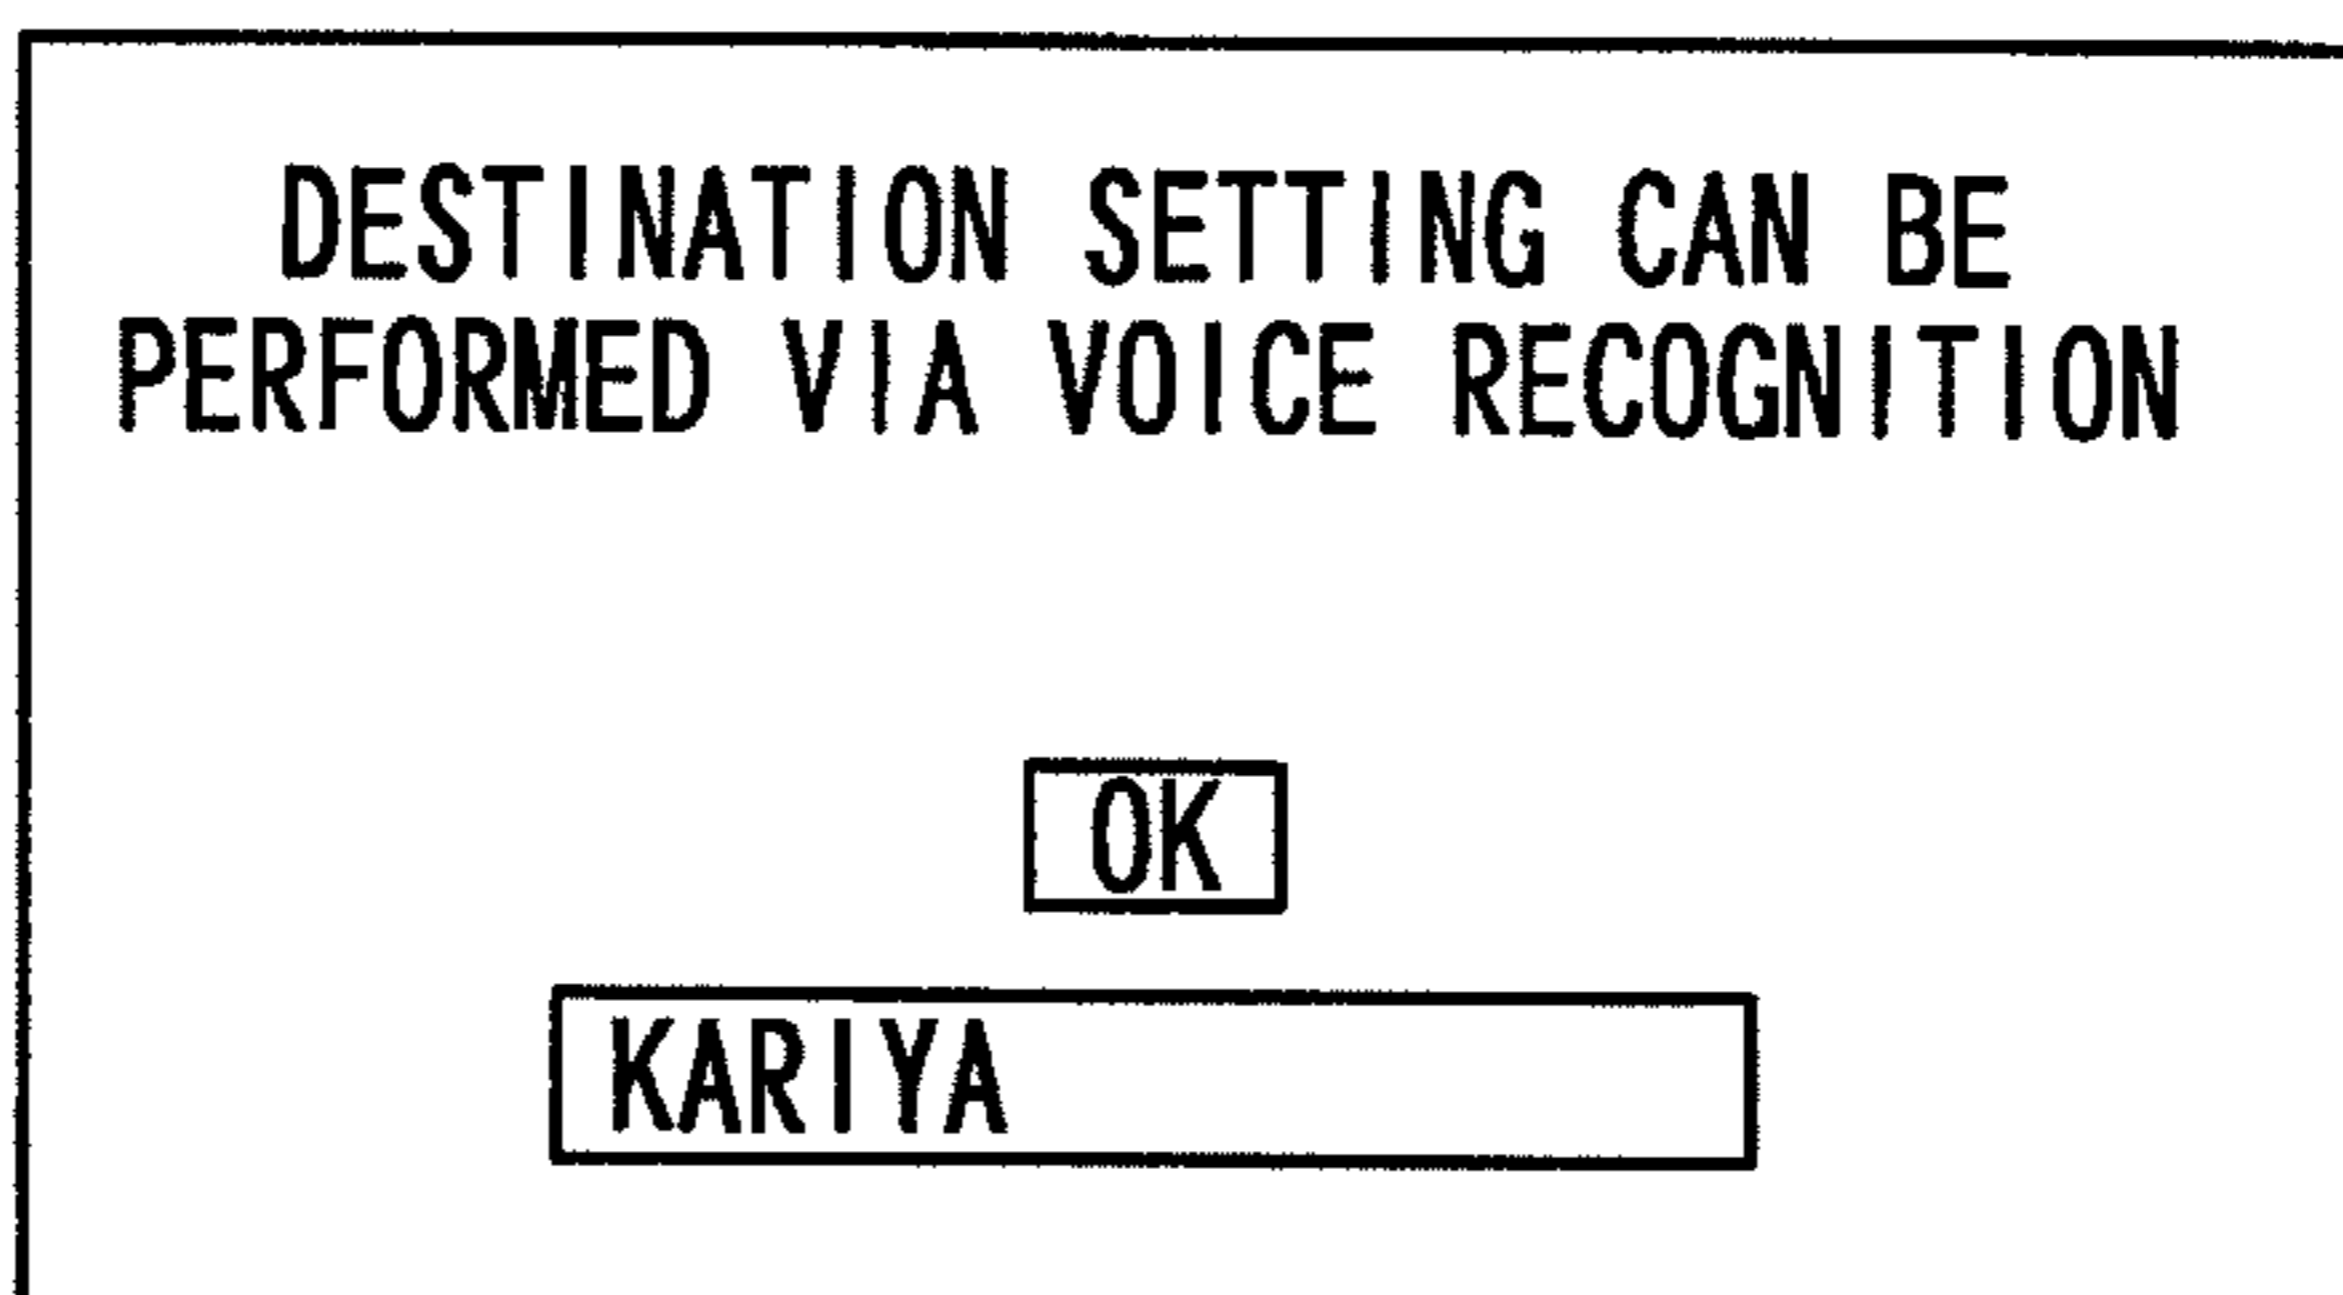 DESTINATION SETTING CAN BE
PERFORMED VIA VOICE RECOGNITION
OK
KARIYA